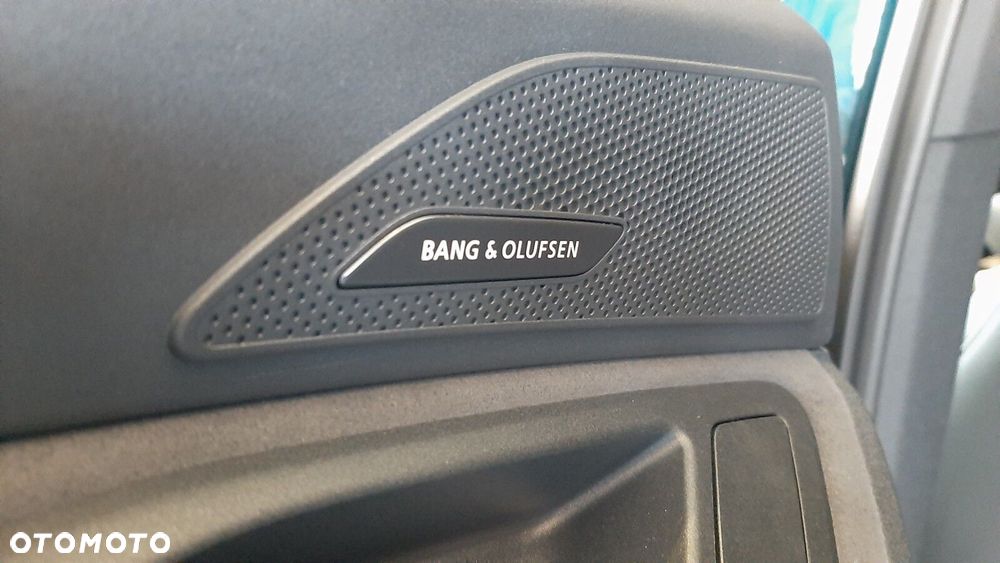 BANG & OLUFSEN
OTOMOTO